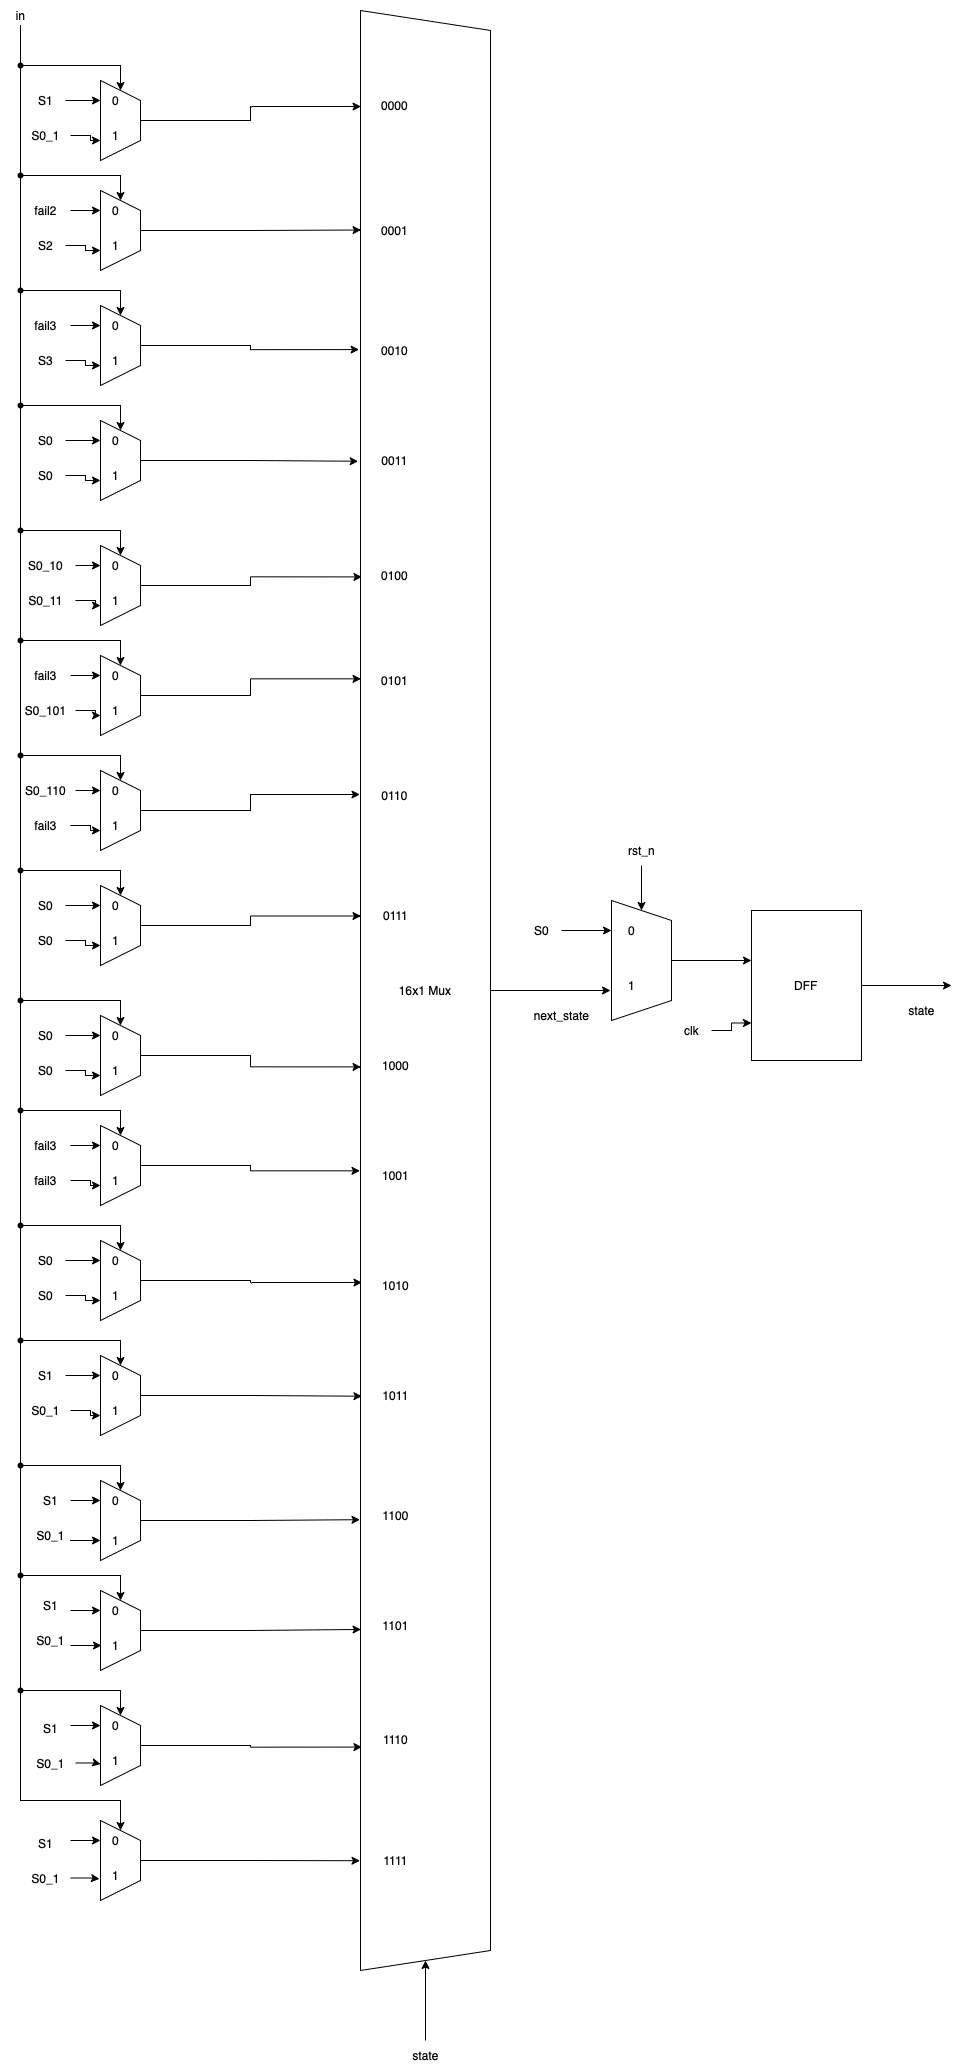 in
S1
0
S0_1
1
0000
fail2
0
S2
1
0001
fail3
0
S3
1
0010
S0
0
S0
1
0011
S0_10
0
S0_11
1
0100
fail3
0
S0_101
1
0101
S0_110
0
fail3
1
0110
S0
0
S0
1
0111
16x1 Mux
rst_n
S0
0
1
next_state
clk
DFF
state
S0
0
S0
1
1000
fail3
0
fail3
1
1001
S0
0
S0
1
1010
S1
0
S0_1
1
1011
S1
0
S0_1
1
1100
S1
0
S0_1
1
1101
S1
0
S0_1
1
1110
S1
0
S0_1
1
1111
state